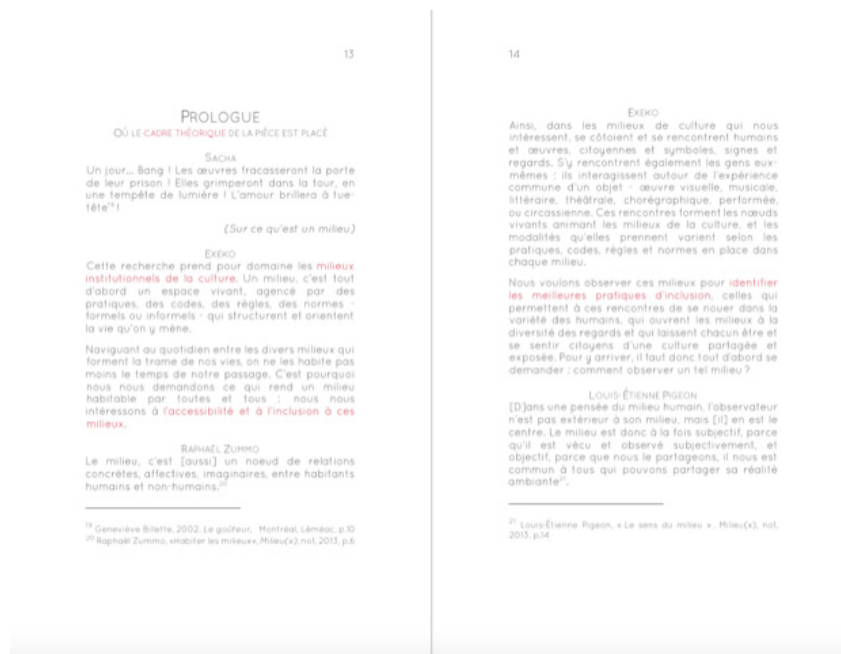 13
PROLOGUE
OÙ LE CADRE THÉORIQUE DE LA PIÈCE EST PLACÉ
SACHA
Un jour... Bang ! Les œuvres fracasseront la porte
de leur prison ! Elles grimperont dans la tour, en
une tempête de lumière ! L'amour brillera à tue-
tête¹⁹ !
(Sur ce qu'est un milieu)
EXEKO
Cette recherche prend pour domaine les milieux
institutionnels de la culture. Un milieu, c'est tout
d'abord un espace vivant, agencé par des
pratiques, des codes, des règles, des normes -
formels ou informels - qui structurent et orientent
la vie qu'on y mène.
Naviguant au quotidien entre les divers milieux qui
forment la trame de nos vies, on ne les habite pas
moins le temps de notre passage. C'est pourquoi
nous nous demandons ce qui rend un milieu
habitable par toutes et tous : nous nous
intéressons à l'accessibilité et à l'inclusion à ces
milieux.
RAPHAËL ZUMMO
Le milieu, c'est [aussi] un noeud de relations
concrètes, affectives, imaginaires, entre habitants
humains et non-humains.²⁰
¹⁹ Geneviève Billette, 2002, Le goûteur, Montréal, Léméac, p.10
²⁰ Raphaël Zummo, «Habiter les milieux», Milieu(x), no1, 2013, p.6
14
EXEKO
Ainsi, dans les milieux de culture qui nous
intéressent, se côtoient et se rencontrent humains
et œuvres, citoyennes et symboles, signes et
regards. S'y rencontrent également les gens eux-
mêmes : ils interagissent autour de l'expérience
commune d'un objet - œuvre visuelle, musicale,
littéraire, théâtrale, chorégraphique, performée,
ou circassienne. Ces rencontres forment les nœuds
vivants animant les milieux de la culture, et les
modalités qu'elles prennent varient selon les
pratiques, codes, règles et normes en place dans
chaque milieu.
Nous voulons observer ces milieux pour identifier
les meilleures pratiques d'inclusion, celles qui
permettent à ces rencontres de se nouer dans la
variété des humains, qui ouvrent les milieux à la
diversité des regards et qui laissent chacun être et
se sentir citoyens d'une culture partagée et
exposée. Pour y arriver, il faut donc tout d'abord se
demander : comment observer un tel milieu ?
LOUIS-ÉTIENNE PIGEON
[D]ans une pensée du milieu humain, l'observateur
n'est pas extérieur à son milieu, mais [il] en est le
centre. Le milieu est donc à la fois subjectif, parce
qu'il est vécu et observé subjectivement, et
objectif, parce que nous le partageons, il nous est
commun à tous qui pouvons partager sa réalité
ambiante²¹.
²¹ Louis-Étienne Pigeon, « Le sens du milieu », Milieu(x), no1,
2013, p.14